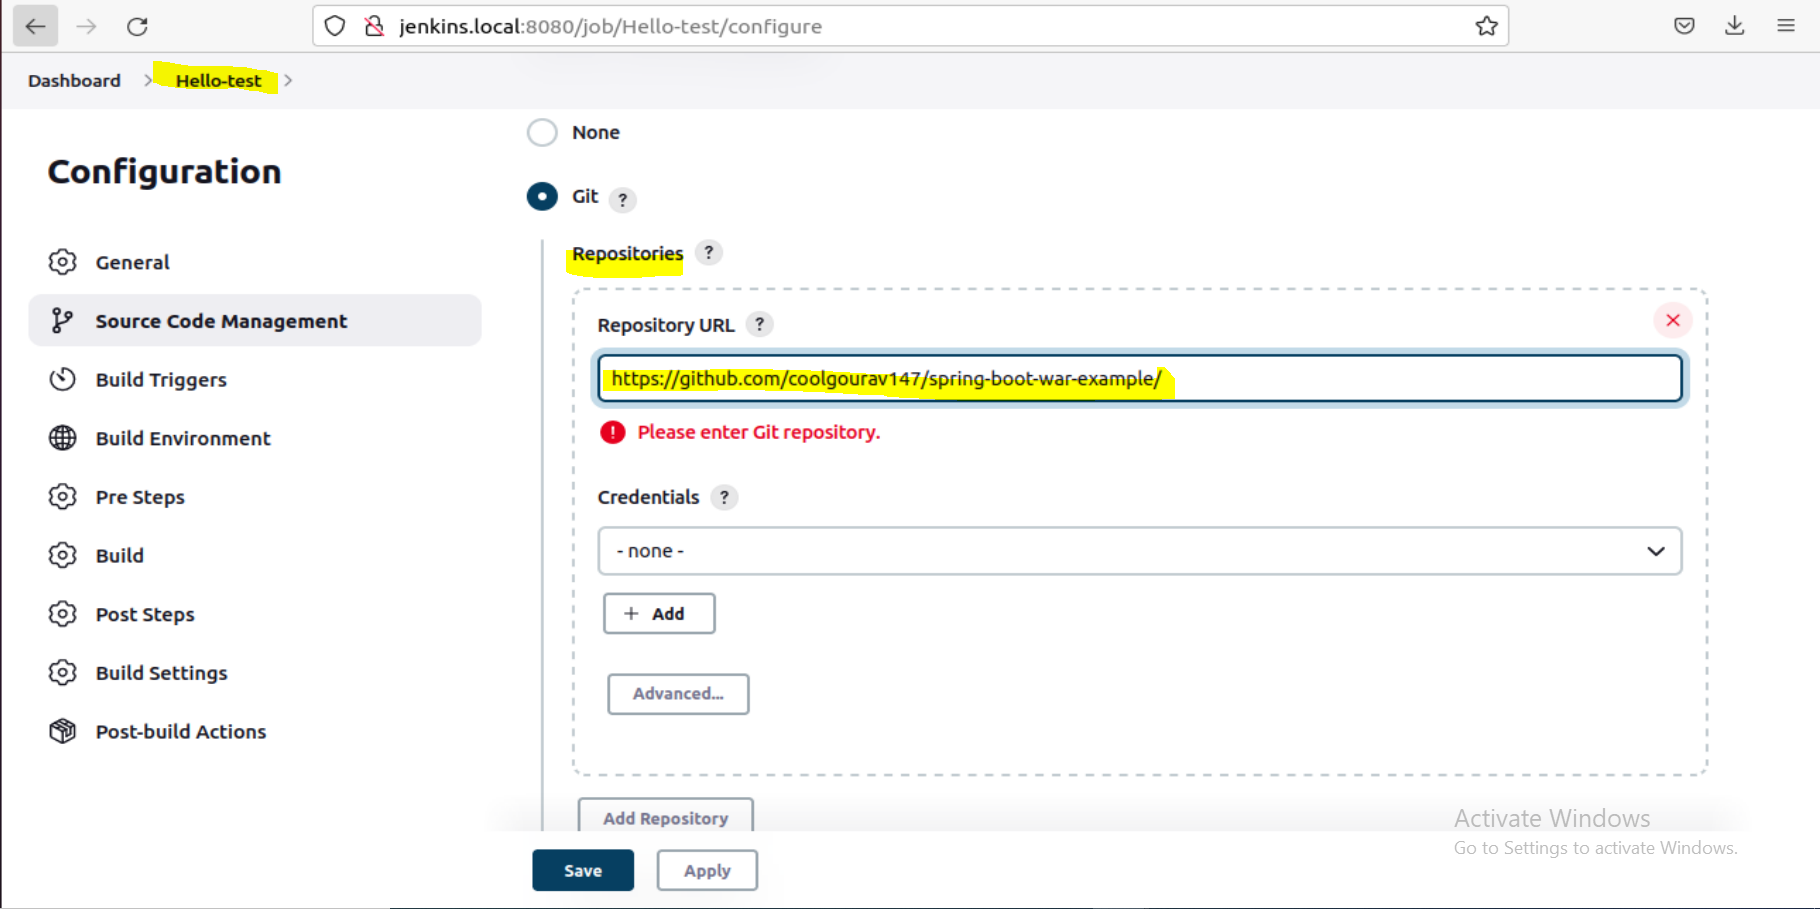 jenkins.local:8080/job/Hello-test/configure
Dashboard > Hello-test >
Configuration
General
Source Code Management
Build Triggers
Build Environment
Pre Steps
Build
Post Steps
Build Settings
Post-build Actions
None
Git ?
Repositories ?
Repository URL ?
https://github.com/coolgourav147/spring-boot-war-example/
! Please enter Git repository.
Credentials ?
- none -
+ Add
Advanced...
Add Repository
Save Apply
Activate Windows
Go to Settings to activate Windows.